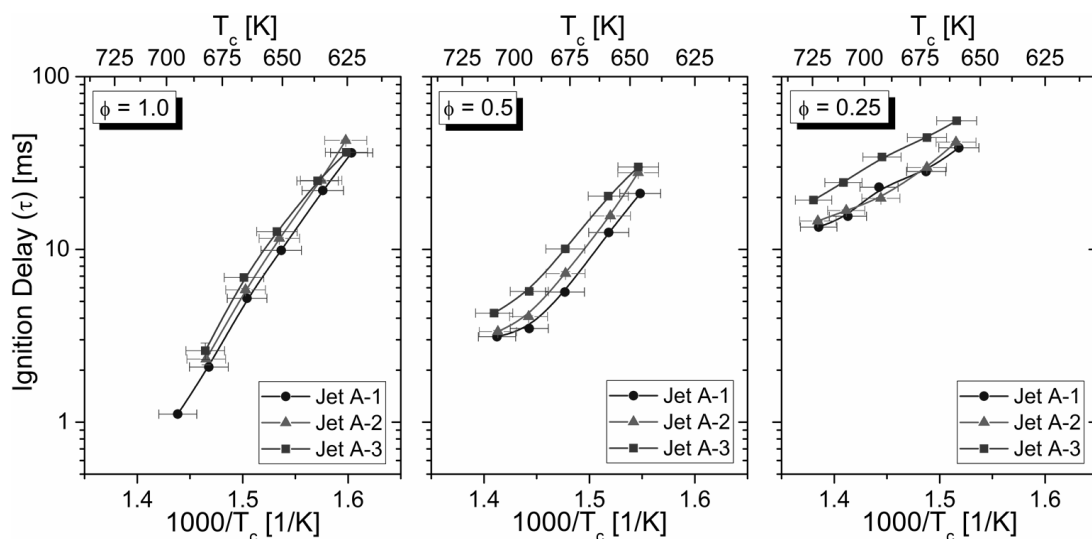 T_c [K]
T_c [K]
T_c [K]
725 700 675 650 625
725 700 675 650 625
725 700 675 650 625
100
10
1
Ignition Delay (τ) [ms]
ϕ = 1.0
ϕ = 0.5
ϕ = 0.25
Jet A-1
Jet A-2
Jet A-3
Jet A-1
Jet A-2
Jet A-3
Jet A-1
Jet A-2
Jet A-3
1.4 1.5 1.6
1.4 1.5 1.6
1.4 1.5 1.6
1000/T_c [1/K]
1000/T_c [1/K]
1000/T_c [1/K]